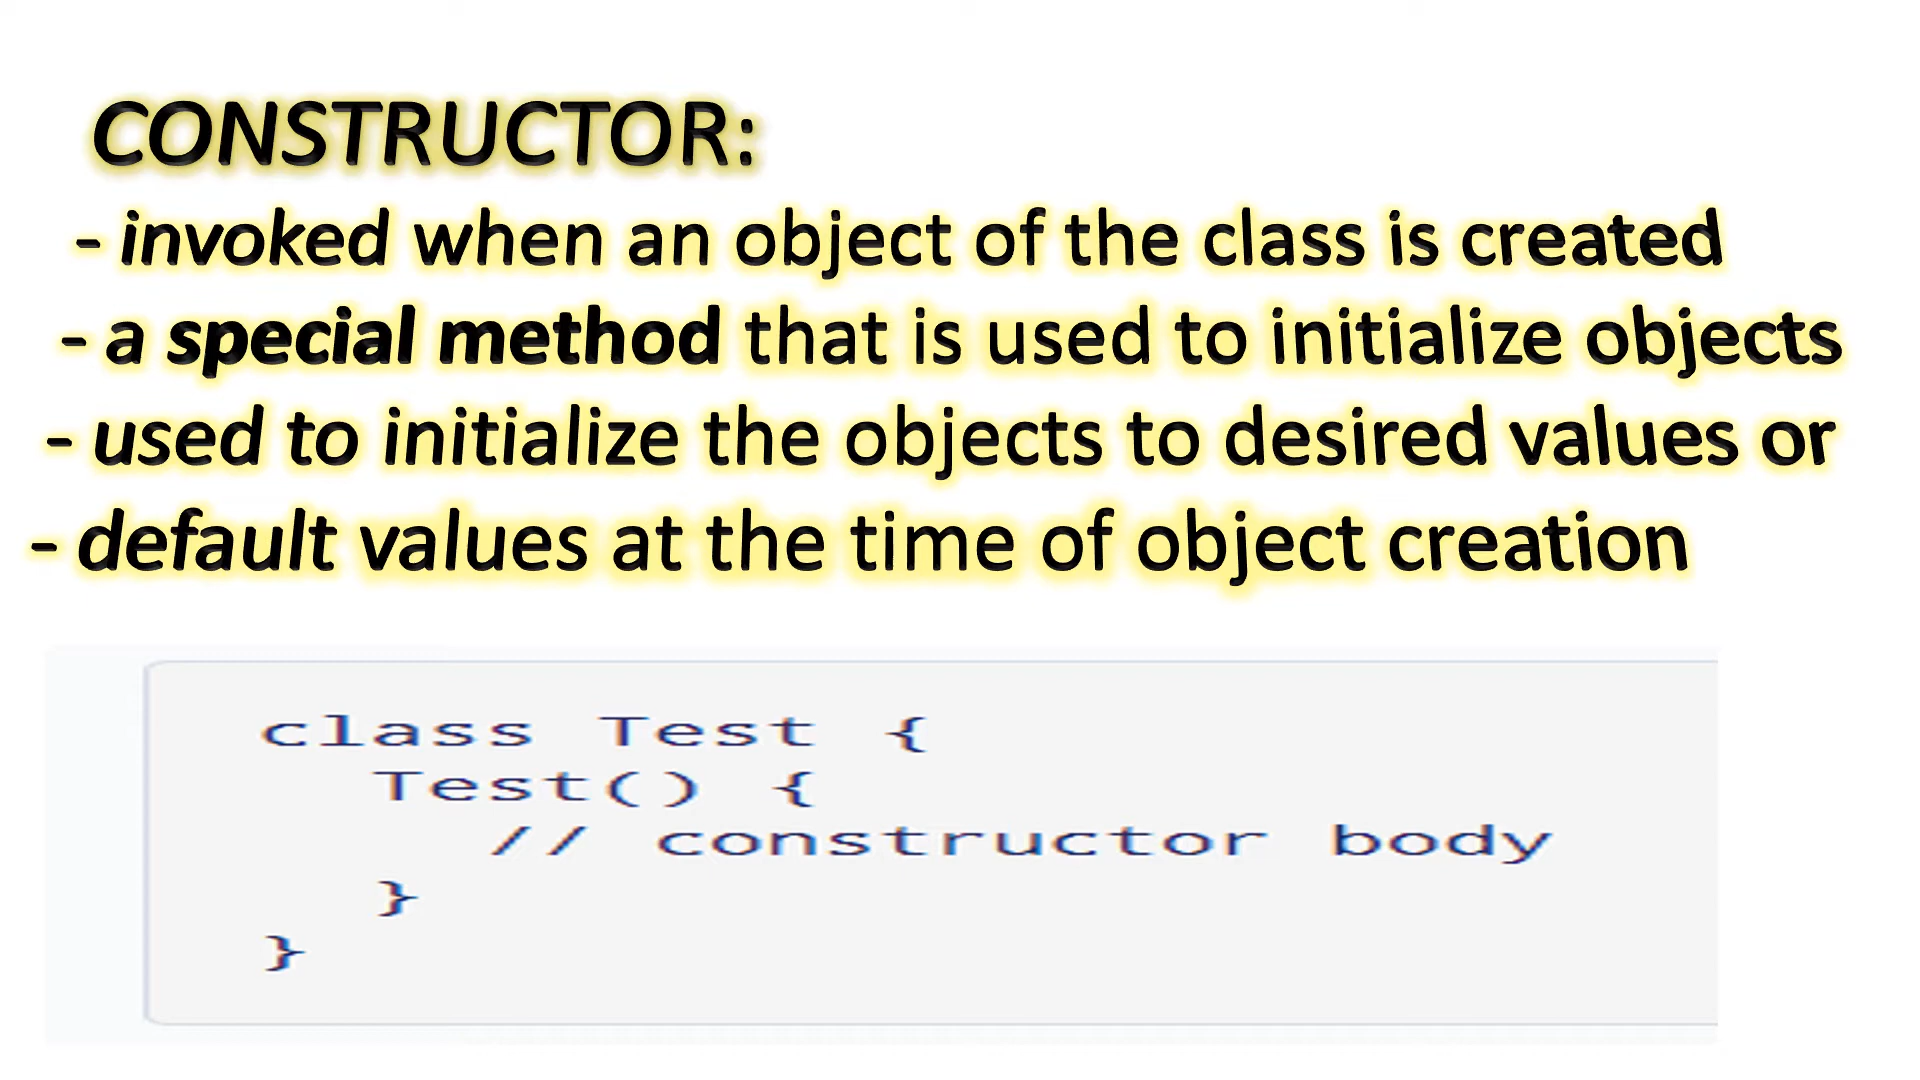 CONSTRUCTOR:
- invoked when an object of the class is created
- a special method that is used to initialize objects
- used to initialize the objects to desired values or
- default values at the time of object creation
class Test {
Test() {
// constructor body
}
}